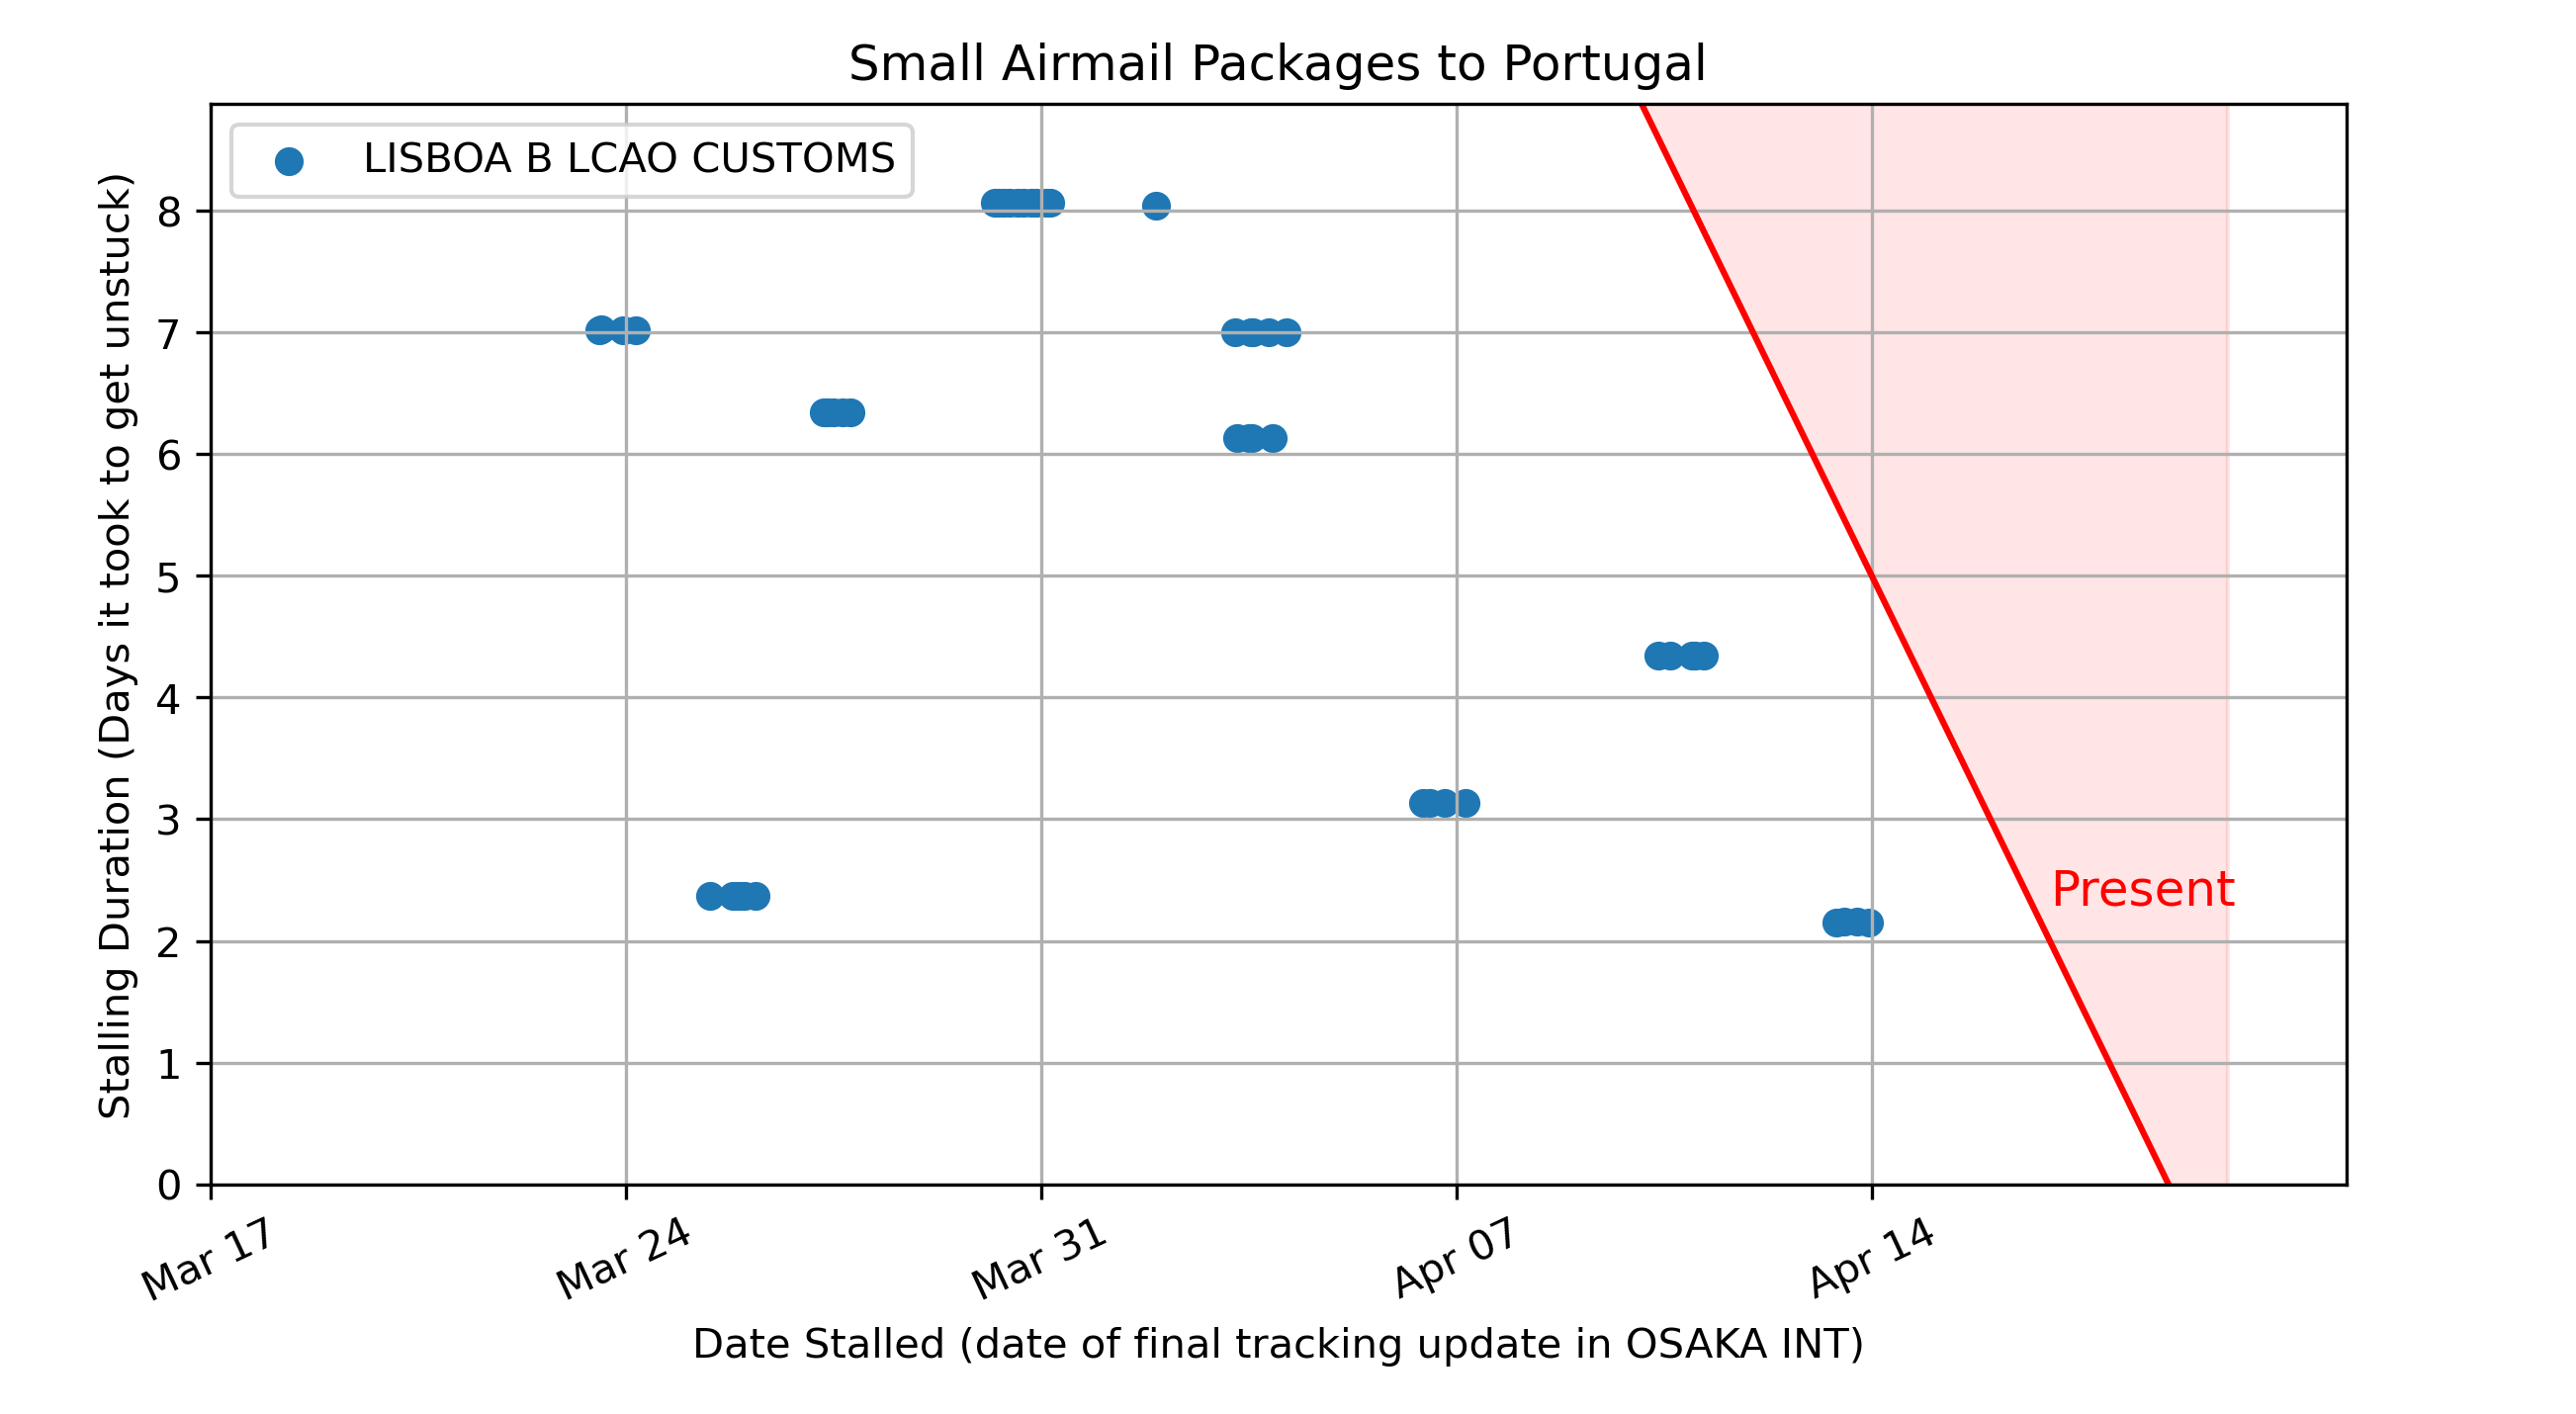 Small Airmail Packages to Portugal
LISBOA B LCAO CUSTOMS
Stalling Duration (Days it took to get unstuck)
8
7
6
5
4
3
2
1
0
Present
Mar 17
Mar 24
Mar 31
Apr 07
Apr 14
Date Stalled (date of final tracking update in OSAKA INT)